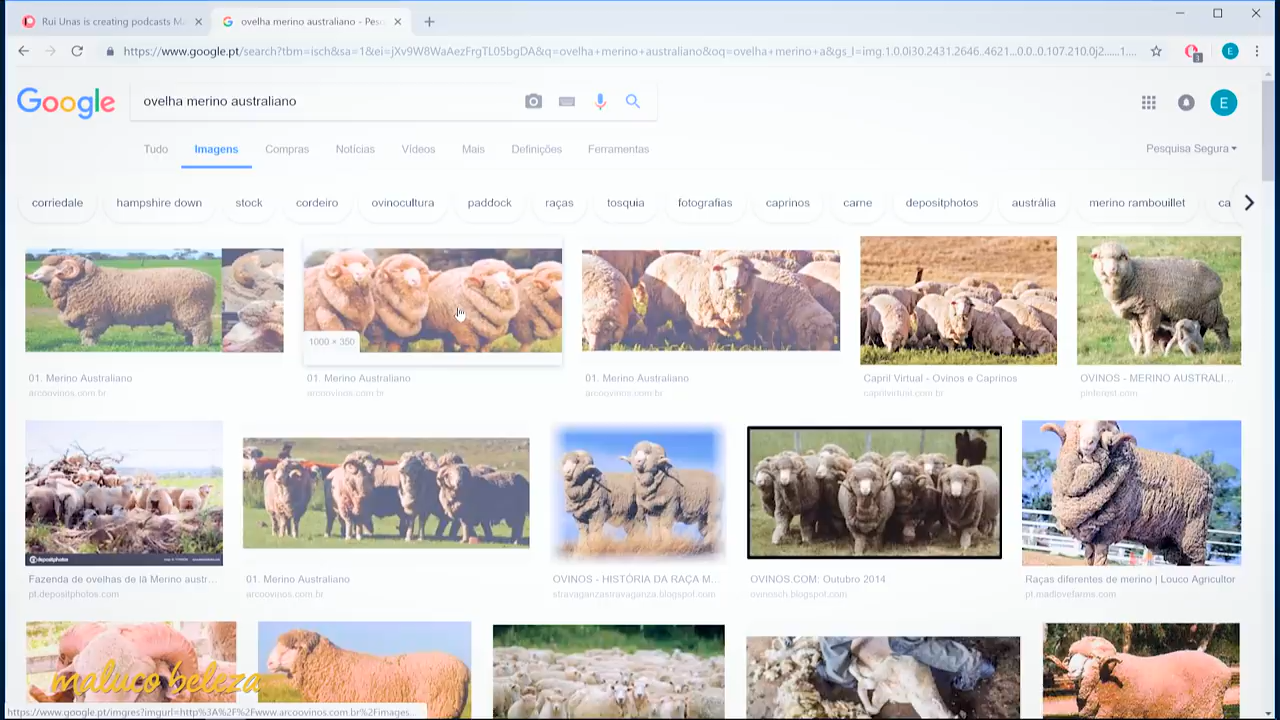 Rui Unas is creating podcasts Ma
ovelha merino australiano - Pesq
https://www.google.pt/search?tbm=isch&sa=1&ei=jXv9W8WaAezFrgTL05bgDA&q=ovelha+merino+australiano&oq=ovelha+merino+a&gs_l=img.1.0.0i30.2431.2646..4621...0.0..0.107.210.0j2......1....
E
Google
ovelha merino australiano
E
Tudo Imagens Compras Notícias Vídeos Mais Definições Ferramentas
Pesquisa Segura
corriedale hampshire down stock cordeiro ovinocultura paddock raças tosquia fotografias caprinos carne depositphotos austrália merino rambouillet ca
1000 × 350
01. Merino Australiano
arcoovinos.com.br
01. Merino Australiano
arcoovinos.com.br
01. Merino Australiano
arcoovinos.com.br
Capril Virtual - Ovinos e Caprinos
caprilvirtual.com.br
OVINOS - MERINO AUSTRALI...
pinterest.com
depositphotos
Fazenda de ovelhas de lã Merino austr...
pt.depositphotos.com
01. Merino Australiano
arcoovinos.com.br
OVINOS - HISTÓRIA DA RAÇA M...
stravaganzastravaganza.blogspot.com
OVINOS.COM: Outubro 2014
ovinosch.blogspot.com
Raças diferentes de merino | Louco Agricultor
pt.madlovefarms.com
maluco beleza
https://www.google.pt/imgres?imgurl=http%3A%2F%2Fwww.arcoovinos.com.br%2Fimages...